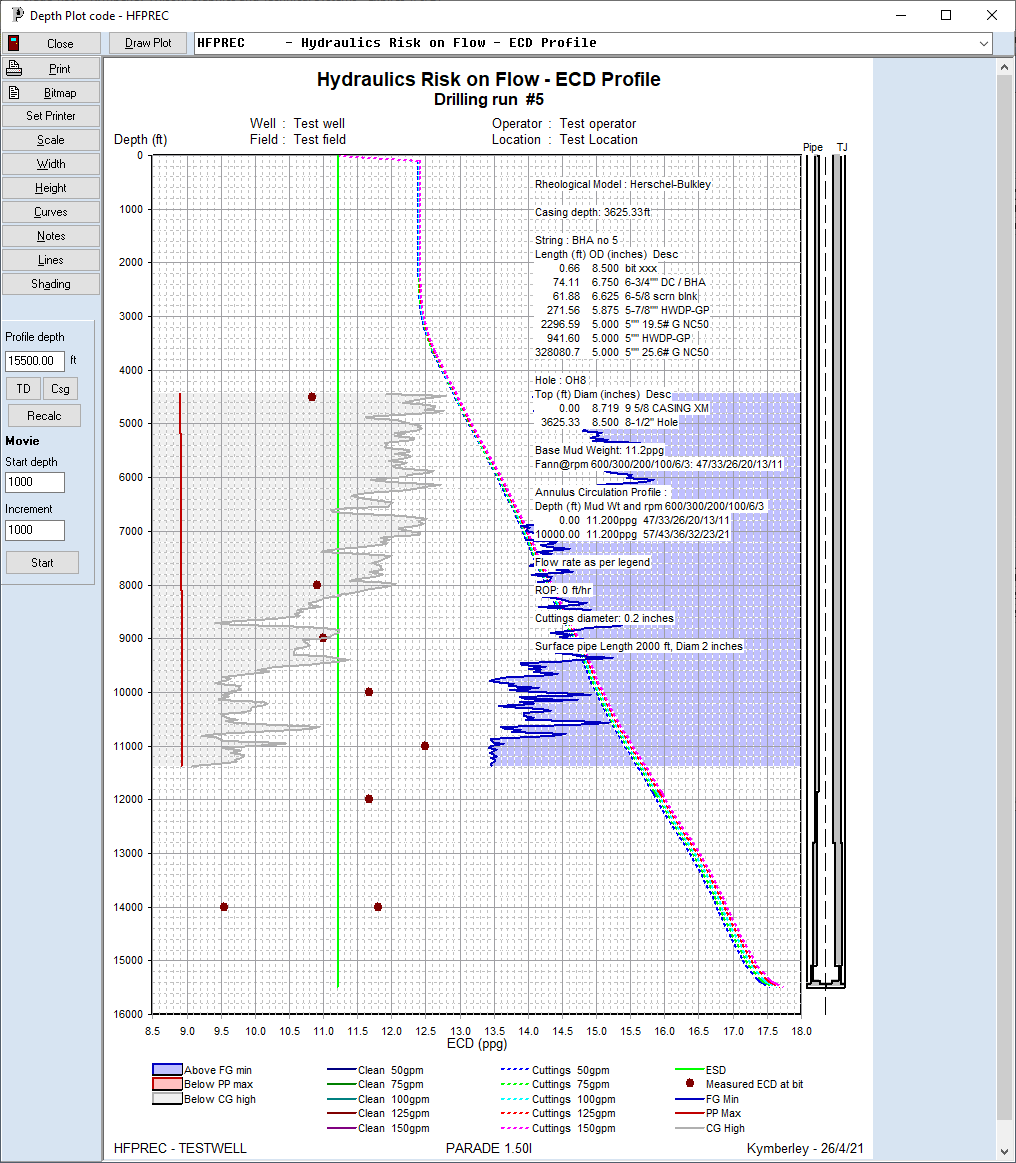 Depth Plot code - HFPREC
Close
Draw Plot
HFPREC - Hydraulics Risk on Flow - ECD Profile
Print
Bitmap
Set Printer
Scale
Width
Height
Curves
Notes
Lines
Shading
Profile depth
15500.00 ft
TD Csg
Recalc
Movie
Start depth
1000
Increment
1000
Start
Hydraulics Risk on Flow - ECD Profile
Drilling run #5
Well : Test well
Operator : Test operator
Field : Test field
Location : Test Location
Depth (ft)
Pipe TJ
0
1000
2000
3000
4000
5000
6000
7000
8000
9000
10000
11000
12000
13000
14000
15000
16000
Rheological Model : Herschel-Bulkley
Casing depth: 3625.33ft
String : BHA no 5
Length (ft) OD (inches) Desc
0.66 8.500 bit xxx
74.11 6.750 6-3/4"" DC / BHA
61.88 6.625 6-5/8 scrn blnk
271.56 5.875 5-7/8"" HWDP-GP
2296.59 5.000 5"" 19.5# G NC50
941.60 5.000 5"" HWDP-GP
328080.7 5.000 5"" 25.6# G NC50
Hole : OH8
Top (ft) Diam (inches) Desc
0.00 8.719 9 5/8 CASING XM
3625.33 8.500 8-1/2" Hole
Base Mud Weight: 11.2ppg
Fann@rpm 600/300/200/100/6/3: 47/33/26/20/13/11
Annulus Circulation Profile :
Depth (ft) Mud Wt and rpm 600/300/200/100/6/3
0.00 11.200ppg 47/33/26/20/13/11
10000.00 11.200ppg 57/43/36/32/23/21
Flow rate as per legend
ROP: 0 ft/hr
Cuttings diameter: 0.2 inches
Surface pipe Length 2000 ft, Diam 2 inches
8.5 9.0 9.5 10.0 10.5 11.0 11.5 12.0 12.5 13.0 13.5 14.0 14.5 15.0 15.5 16.0 16.5 17.0 17.5 18.0
ECD (ppg)
Above FG min
Below PP max
Below CG high
Clean 50gpm
Clean 75gpm
Clean 100gpm
Clean 125gpm
Clean 150gpm
Cuttings 50gpm
Cuttings 75gpm
Cuttings 100gpm
Cuttings 125gpm
Cuttings 150gpm
ESD
Measured ECD at bit
FG Min
PP Max
CG High
HFPREC - TESTWELL
PARADE 1.50I
Kymberley - 26/4/21